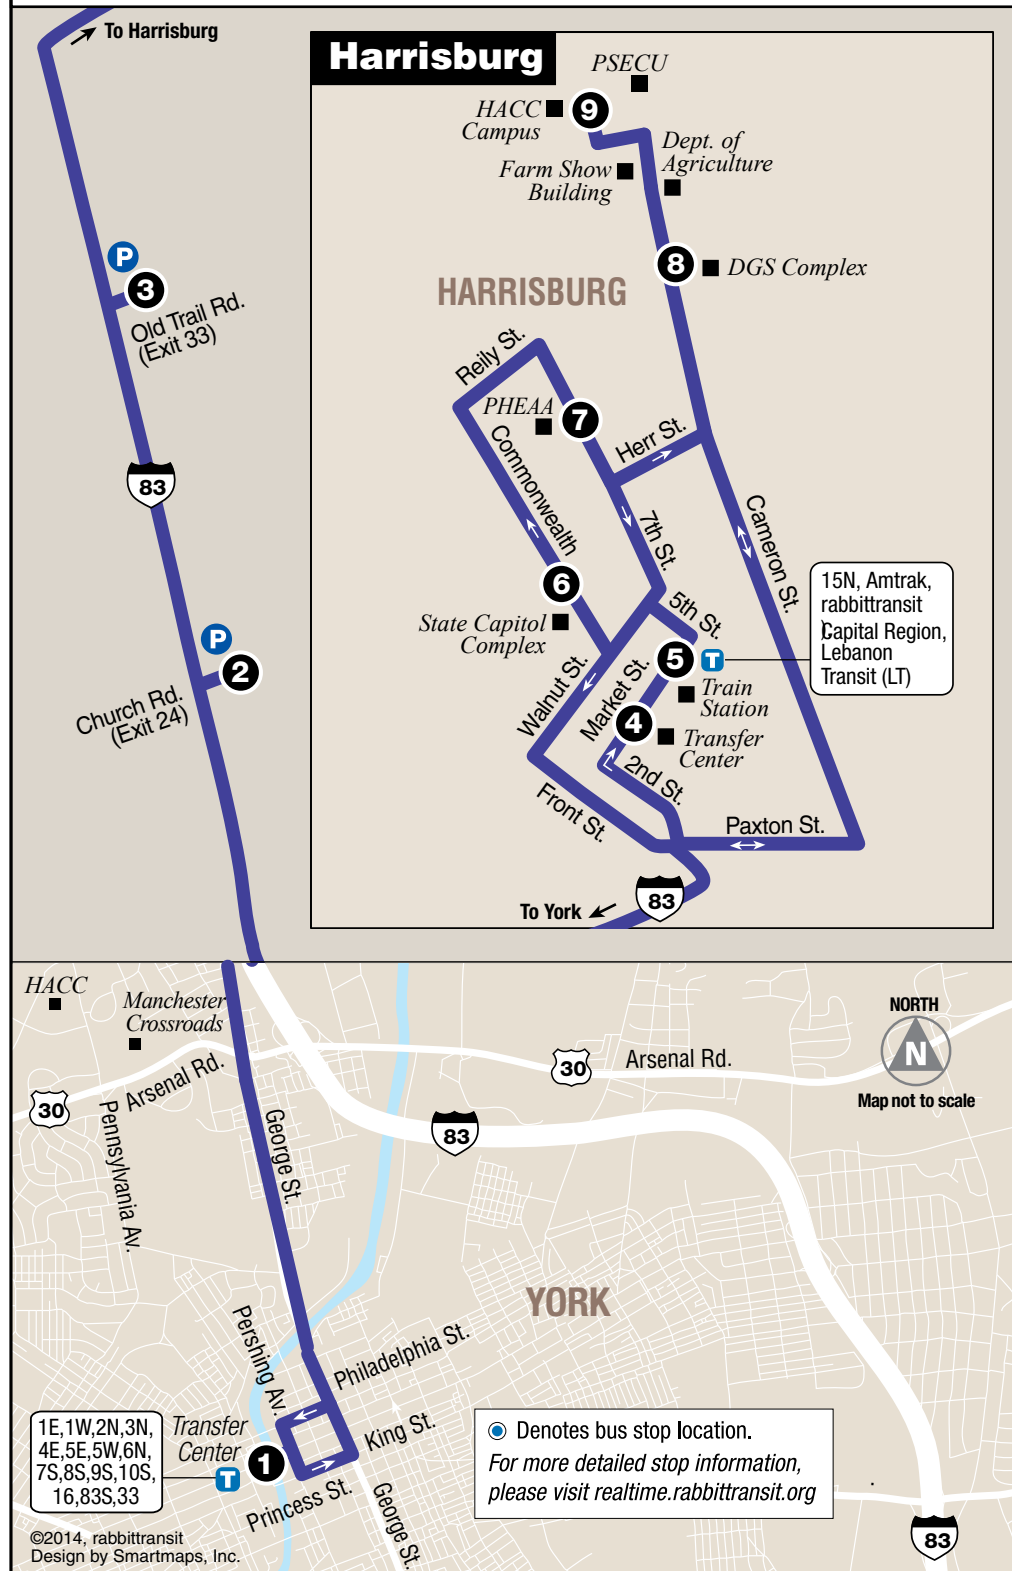 To Harrisburg
Harrisburg
PSECU
HACC
Campus
9
Dept. of
Agriculture
Farm Show
Building
P
3
Old Trail Rd.
(Exit 33)
8
DGS Complex
HARRISBURG
Reily St.
PHEAA
7
Herr St.
Commonwealth
83
7th St.
Cameron St.
6
15N, Amtrak,
rabbittransit
Capital Region,
Lebanon
Transit (LT)
5th St.
State Capitol
Complex
P
2
Church Rd.
(Exit 24)
5
T
Train
Station
Walnut St.
Market St.
4
Transfer
Center
2nd St.
Front St.
Paxton St.
83
To York
HACC
Manchester
Crossroads
NORTH
N
Map not to scale
30
Arsenal Rd.
30
Arsenal Rd.
Pennsylvania Av.
George St.
83
YORK
Pershing Av.
Philadelphia St.
King St.
1E,1W,2N,3N,
4E,5E,5W,6N,
7S,8S,9S,10S,
16,83S,33
Transfer
Center
T
1
Princess St.
George St.
Denotes bus stop location.
For more detailed stop information,
please visit realtime.rabbittransit.org
83
©2014, rabbittransit
Design by Smartmaps, Inc.